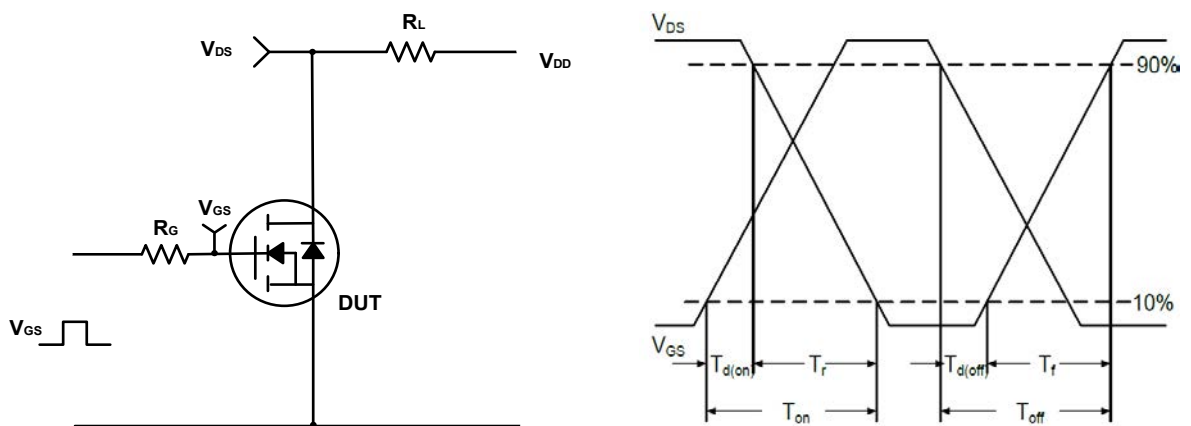 RL
VDS
VDD
VGS
RG
DUT
VGS
VDS
90%
10%
VGS
Td(on)
Tr
Td(off)
Tf
Ton
Toff